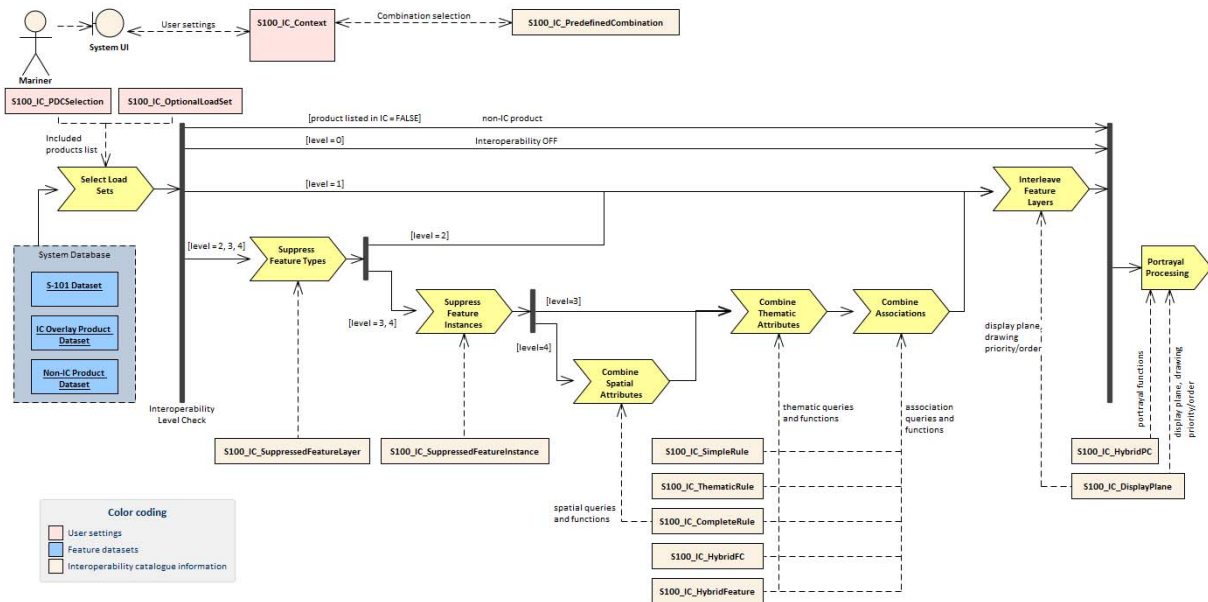 Mariner
System UI
User settings
S100_IC_Context
Combination selection
S100_IC_PredefinedCombination
S100_IC_PDCSelection
S100_IC_OptionalLoadSet
Included
products list
[product listed in IC = FALSE]
non-IC product
[level = 0]
Interoperability OFF
[level = 1]
Select Load
Sets
Interleave
Feature
Layers
[level = 2, 3, 4]
Suppress
Feature Types
[level = 2]
System Database
S-101 Dataset
IC Overlay Product
Dataset
Non-IC Product
Dataset
[level = 3, 4]
Suppress
Feature
Instances
[level=3]
[level=4]
Combine
Spatial
Attributes
Combine
Thematic
Attributes
Combine
Associations
Portrayal
Processing
display plane,
drawing
priority/order
portrayal functions
display plane, drawing
priority/order
Interoperability
Level Check
thematic queries
and functions
association
queries and
functions
S100_IC_SuppressedFeatureLayer
S100_IC_SuppressedFeatureInstance
S100_IC_SimpleRule
S100_IC_ThematicRule
S100_IC_CompleteRule
S100_IC_HybridFC
S100_IC_HybridFeature
spatial queries
and functions
S100_IC_HybridPC
S100_IC_DisplayPlane
Color coding
User settings
Feature datasets
Interoperability catalogue information